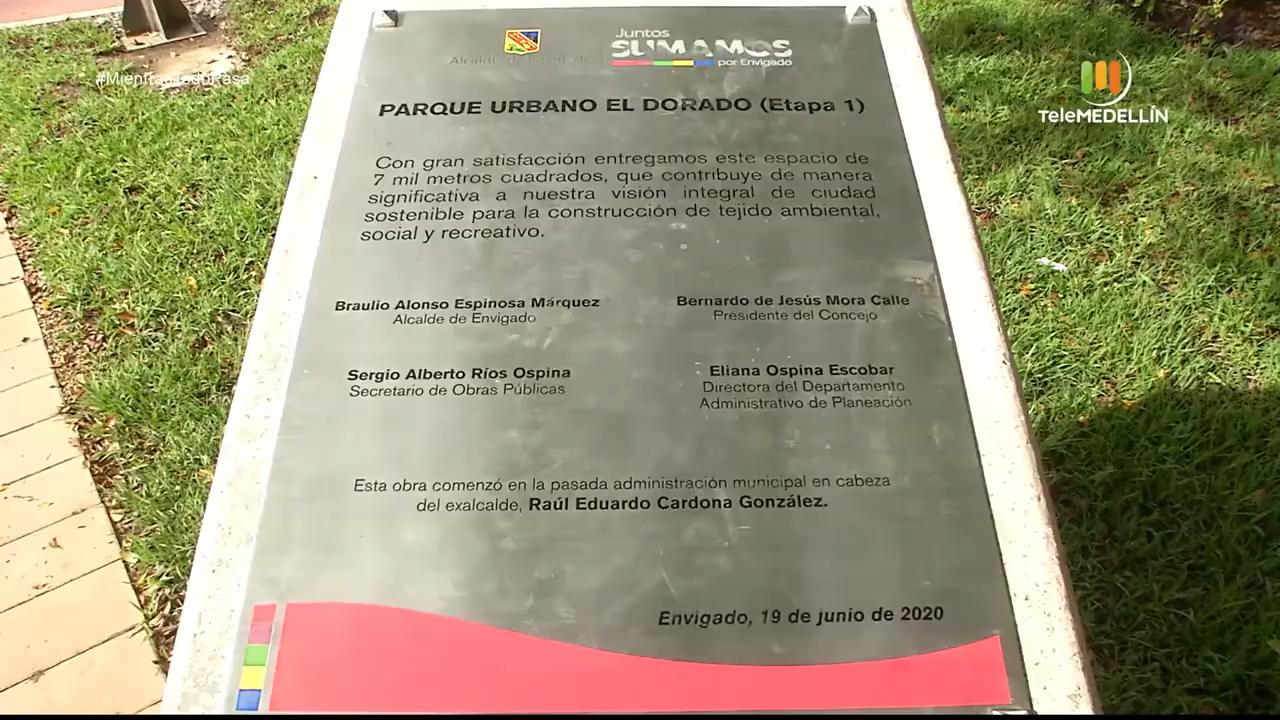 Juntos
SUMAMOS
por Envigado
#MientrasTodoPasa
TeleMEDELLÍN
PARQUE URBANO EL DORADO (Etapa 1)
Con gran satisfacción entregamos este espacio de
7 mil metros cuadrados, que contribuye de manera
significativa a nuestra visión integral de ciudad
sostenible para la construcción de tejido ambiental,
social y recreativo.
Braulio Alonso Espinosa Márquez
Alcalde de Envigado
Bernardo de Jesús Mora Calle
Presidente del Concejo
Sergio Alberto Ríos Ospina
Secretario de Obras Públicas
Eliana Ospina Escobar
Directora del Departamento
Administrativo de Planeación
Esta obra comenzó en la pasada administración municipal en cabeza
del exalcalde, Raúl Eduardo Cardona González.
Envigado, 19 de junio de 2020